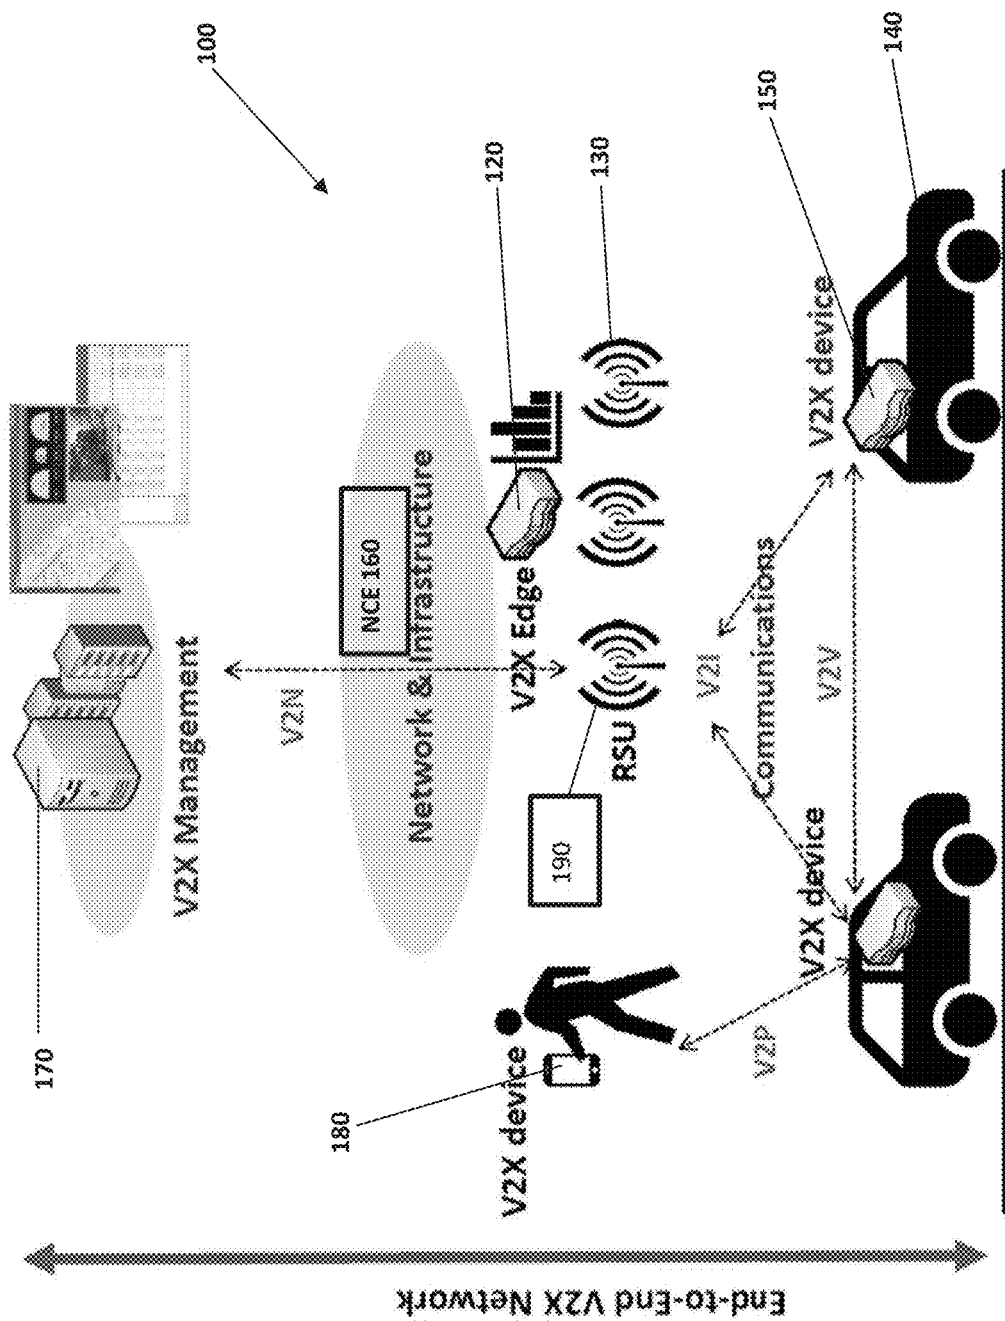 100
170
V2X Management
V2N
NCE 160
Network & Infrastructure
120
V2X Edge
130
RSU
190
V2X device
180
V2I
Communications
V2V
V2P
V2X device
V2X device
150
140
End-to-End V2X Network